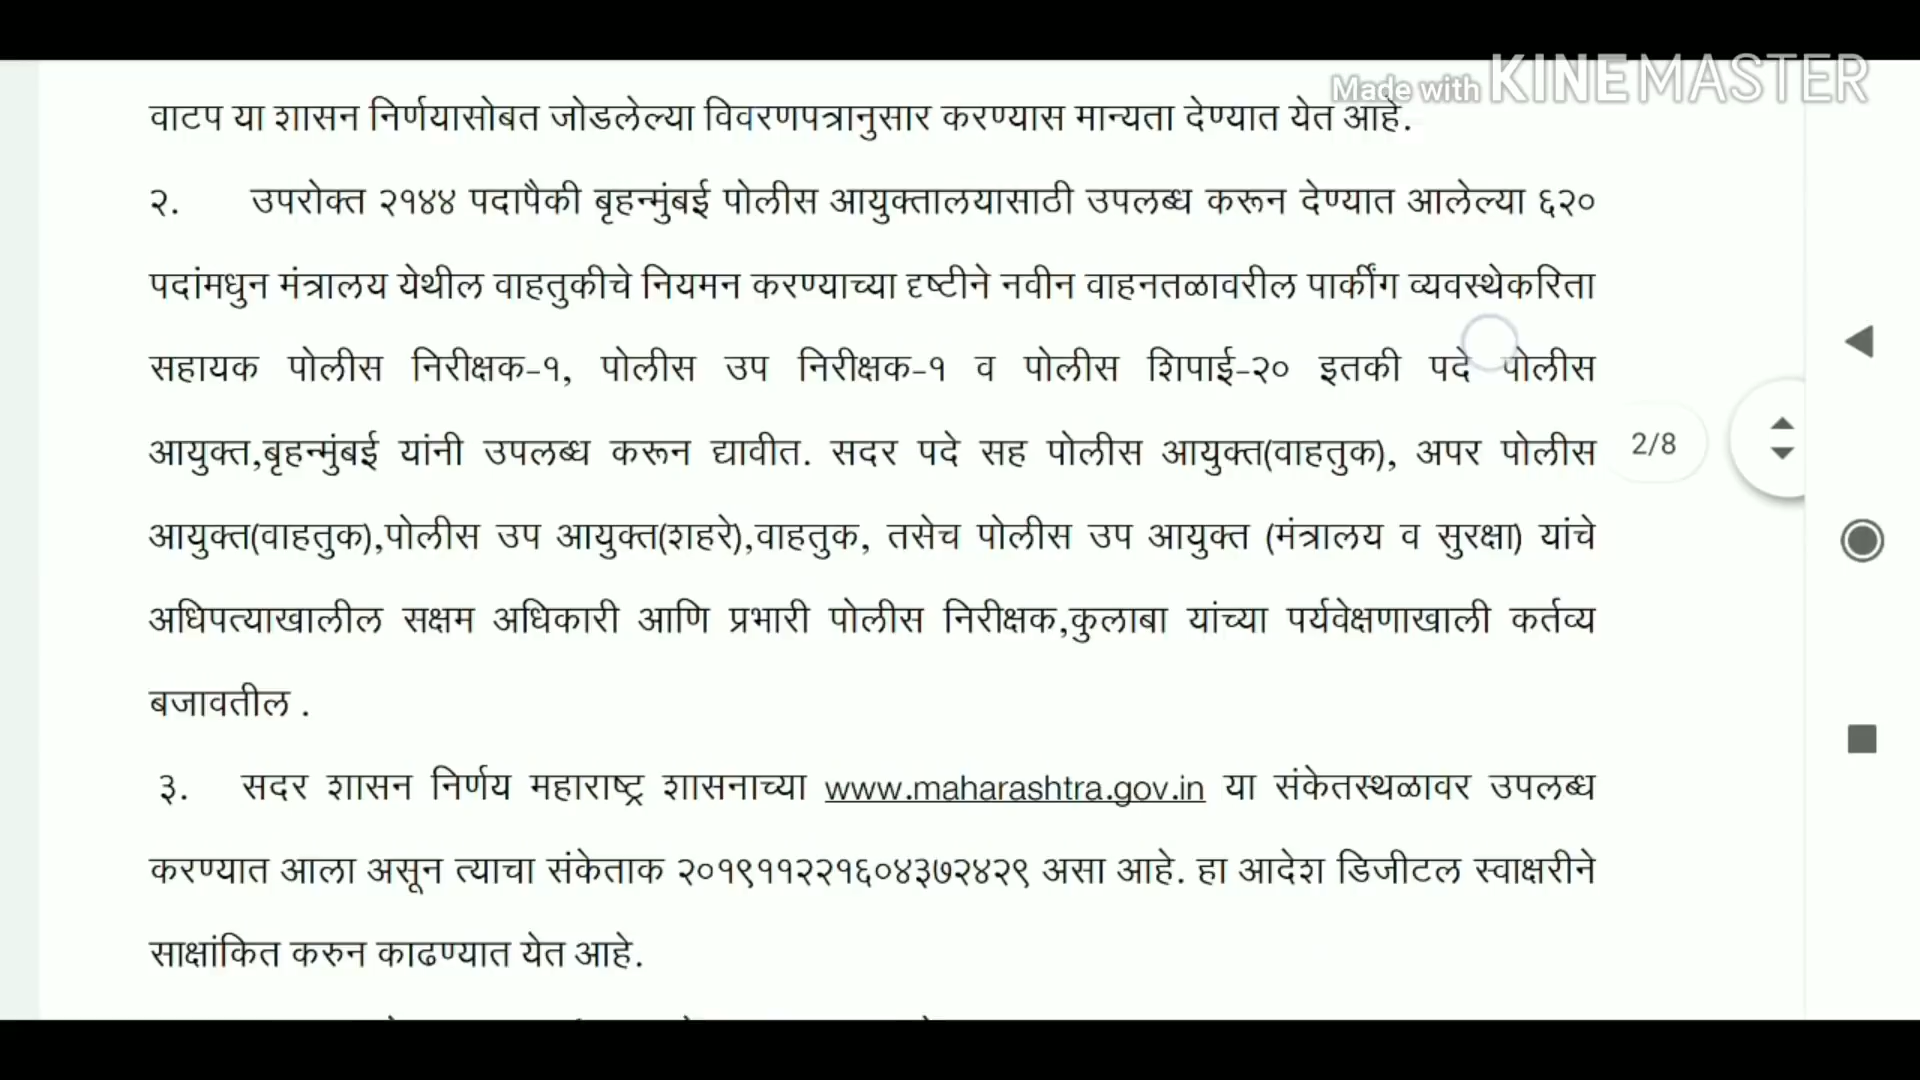 Made with KINEMASTER
वाटप या शासन निर्णयासोबत जोडलेल्या विवरणपत्रानुसार करण्यास मान्यता देण्यात येत आहे.
२. उपरोक्त २१४४ पदापैकी बृहन्मुंबई पोलीस आयुक्तालयासाठी उपलब्ध करून देण्यात आलेल्या ६२०
पदांमधुन मंत्रालय येथील वाहतुकीचे नियमन करण्याच्या दृष्टीने नवीन वाहनतळावरील पार्कींग व्यवस्थेकरिता
सहायक पोलीस निरीक्षक-१, पोलीस उप निरीक्षक-१ व पोलीस शिपाई-२० इतकी पदे पोलीस
आयुक्त,बृहन्मुंबई यांनी उपलब्ध करून द्यावीत. सदर पदे सह पोलीस आयुक्त(वाहतुक), अपर पोलीस
2/8
आयुक्त(वाहतुक),पोलीस उप आयुक्त(शहरे),वाहतुक, तसेच पोलीस उप आयुक्त (मंत्रालय व सुरक्षा) यांचे
अधिपत्याखालील सक्षम अधिकारी आणि प्रभारी पोलीस निरीक्षक,कुलाबा यांच्या पर्यवेक्षणाखाली कर्तव्य
बजावतील .
३. सदर शासन निर्णय महाराष्ट्र शासनाच्या www.maharashtra.gov.in या संकेतस्थळावर उपलब्ध
करण्यात आला असून त्याचा संकेताक २०१९११२२१६०४३७२४२९ असा आहे. हा आदेश डिजीटल स्वाक्षरीने
साक्षांकित करुन काढण्यात येत आहे.